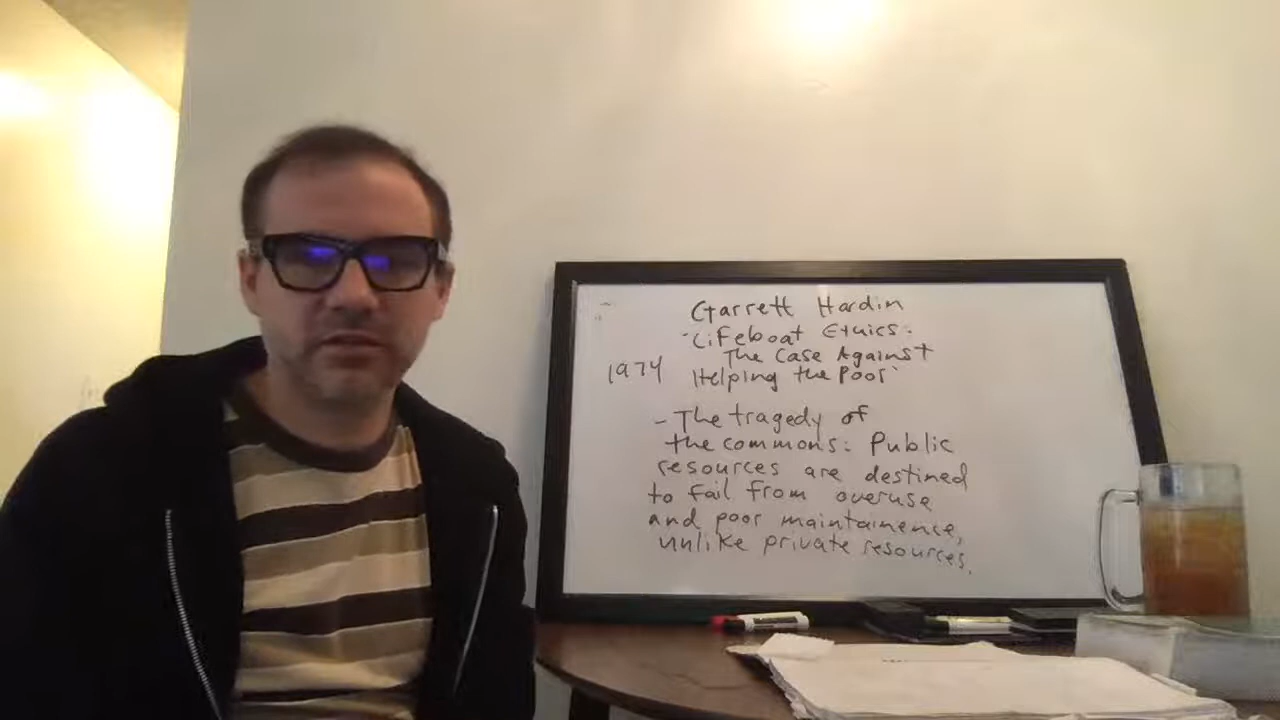 Garrett Hardin
"Lifeboat Ethics:
The Case Against
1974 Helping the Poor"
- The tragedy of
the commons: Public
resources are destined
to fail from overuse
and poor maintainence,
unlike private resources.